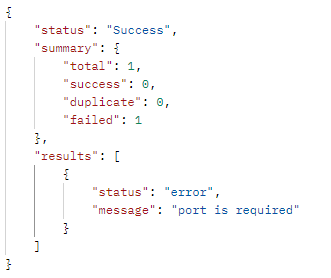 {
    "status": "Success",
    "summary": {
        "total": 1,
        "success": 0,
        "duplicate": 0,
        "failed": 1
    },
    "results": [
        {
            "status": "error",
            "message": "port is required"
        }
    ]
}